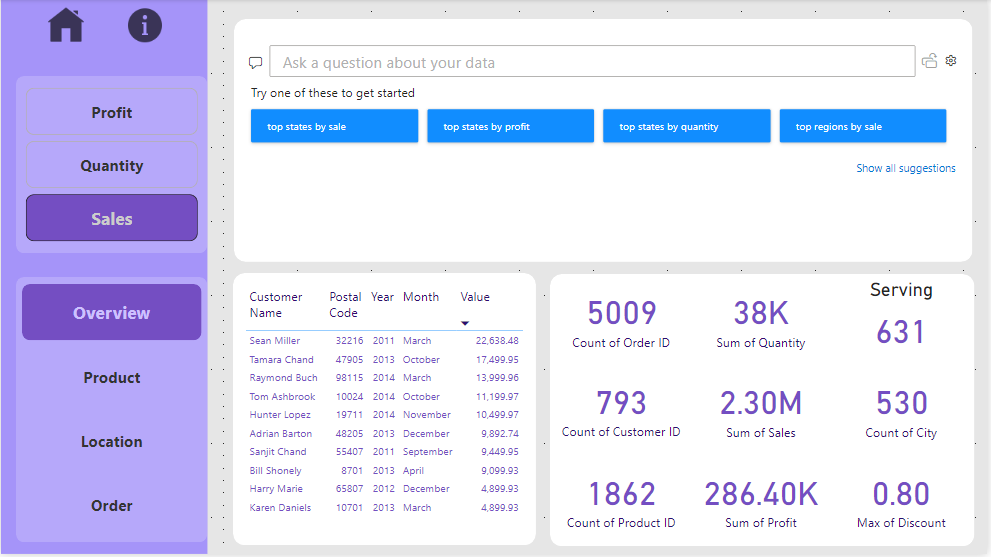 Profit
Quantity
Sales
Overview
Product
Location
Order
Ask a question about your data
Try one of these to get started
top states by sale
top states by profit
top states by quantity
top regions by sale
Show all suggestions
Customer Name Postal Code Year Month Value
Sean Miller 32216 2011 March 22,638.48
Tamara Chand 47905 2013 October 17,499.95
Raymond Buch 98115 2014 March 13,999.96
Tom Ashbrook 10024 2014 October 11,199.97
Hunter Lopez 19711 2014 November 10,499.97
Adrian Barton 48205 2013 December 9,892.74
Sanjit Chand 55407 2011 September 9,449.95
Bill Shonely 8701 2013 April 9,099.93
Harry Marie 65807 2012 December 4,899.93
Karen Daniels 10701 2013 March 4,899.93
5009
Count of Order ID
38K
Sum of Quantity
Serving
631
793
Count of Customer ID
2.30M
Sum of Sales
530
Count of City
1862
Count of Product ID
286.40K
Sum of Profit
0.80
Max of Discount